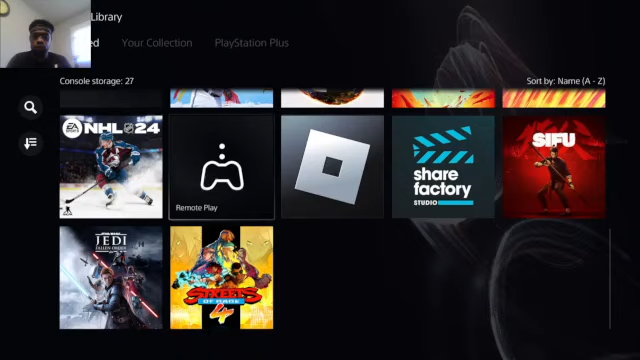 Library
ed
Your Collection
PlayStation Plus
Console storage: 27
Sort by: Name (A - Z)
EA SPORTS
NHL 24
Remote Play
share
factory
STUDIO
SIFU
STAR WARS
JEDI
FALLEN ORDER
STREETS
OF RAGE
4